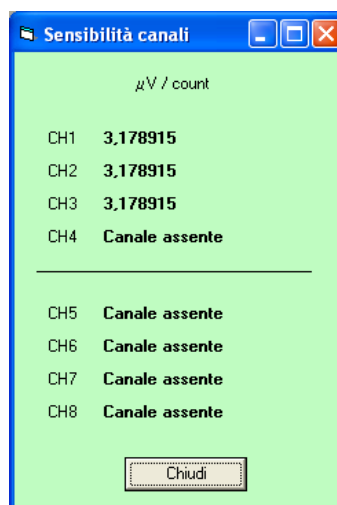 Sensibilità canali
µV / count
CH1 3,178915
CH2 3,178915
CH3 3,178915
CH4 Canale assente
CH5 Canale assente
CH6 Canale assente
CH7 Canale assente
CH8 Canale assente
Chiudi